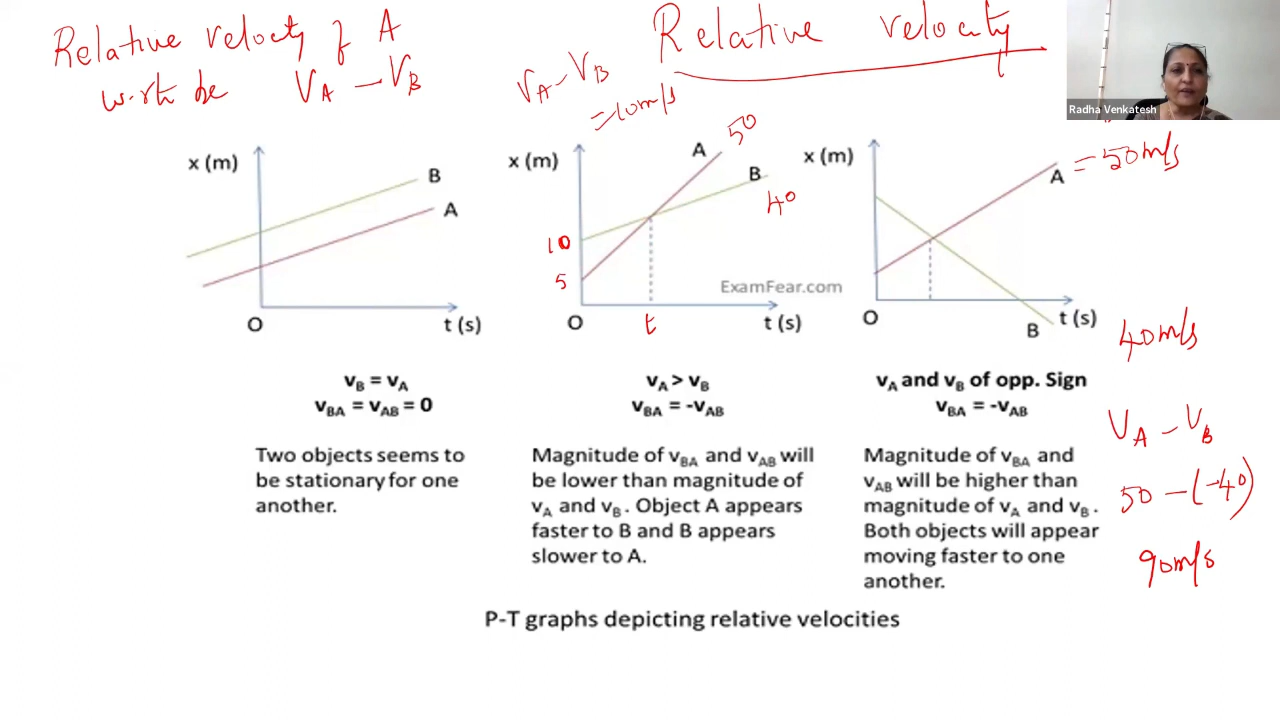 Relative velocity
Relative velocity of A
w.r.t. be VA - VB
VA - VB
= 10 m/s
Radha Venkatesh
x (m)
B
A
O
t (s)
x (m)
A
50
B
40
10
5
O
t
t (s)
ExamFear.com
x (m)
A
= 50 m/s
O
t (s)
B
40 m/s
vB = vA
vBA = vAB = 0
Two objects seems to
be stationary for one
another.
vA > vB
vBA = -vAB
Magnitude of vBA and vAB will
be lower than magnitude of
vA and vB. Object A appears
faster to B and B appears
slower to A.
vA and vB of opp. Sign
vBA = -vAB
Magnitude of vBA and
vAB will be higher than
magnitude of vA and vB.
Both objects will appear
moving faster to one
another.
VA - VB
50 - (-40)
90 m/s
P-T graphs depicting relative velocities